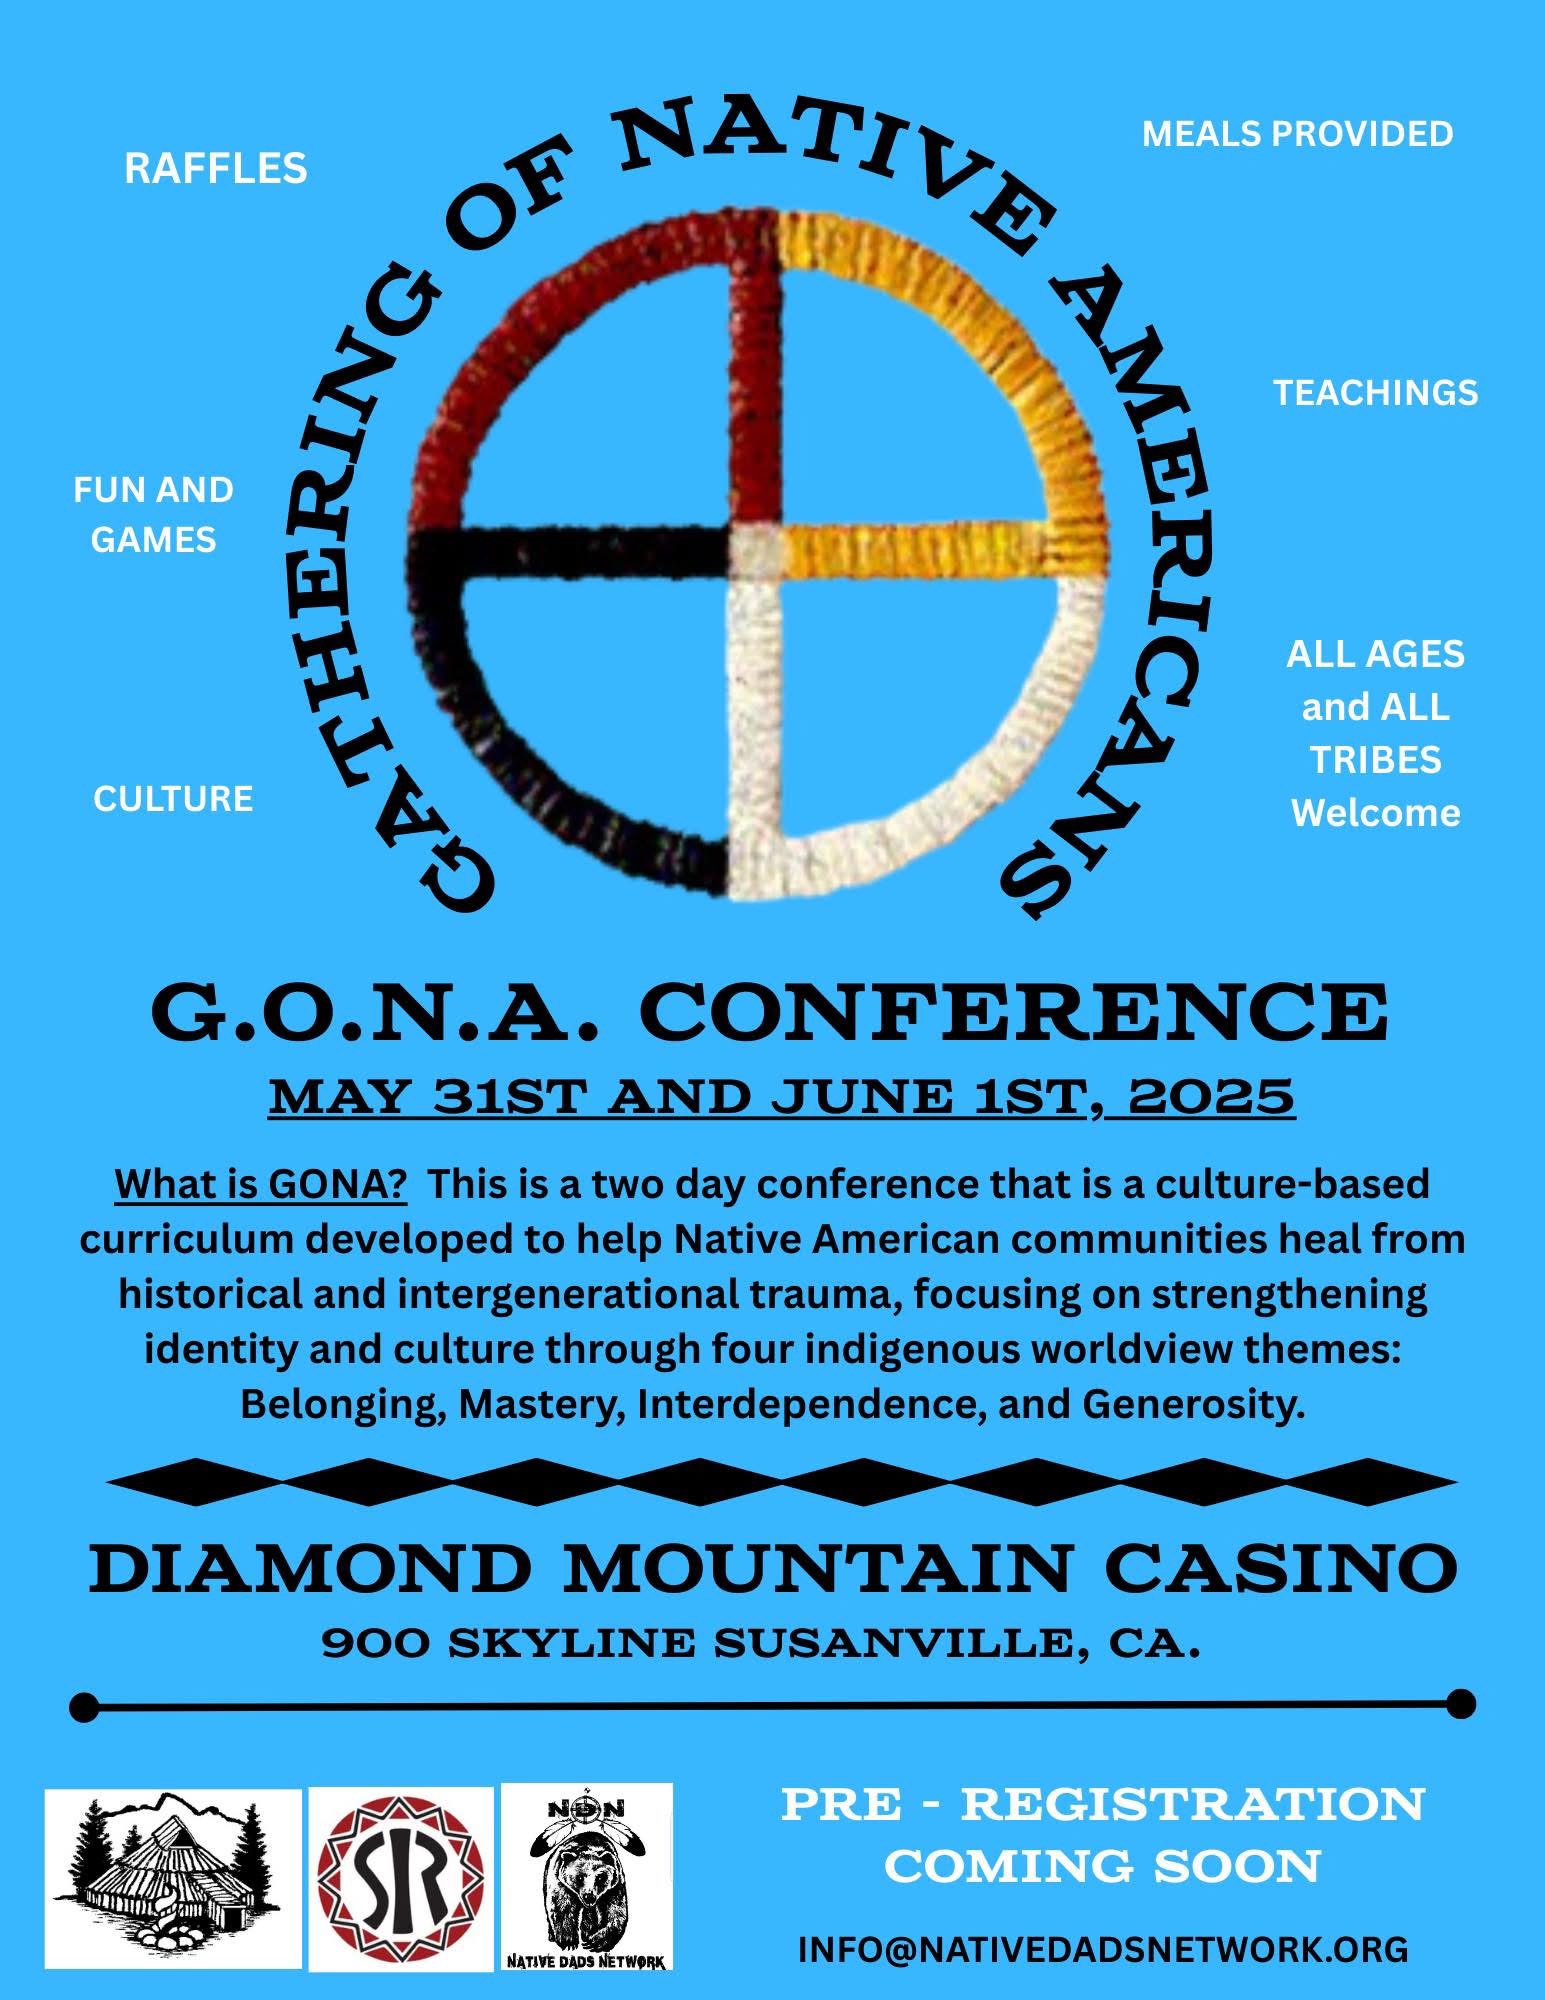 GATHERING OF NATIVE AMERICANS
RAFFLES
MEALS PROVIDED
TEACHINGS
FUN AND
GAMES
ALL AGES
and ALL
TRIBES
Welcome
CULTURE
G.O.N.A. CONFERENCE
MAY 31ST AND JUNE 1ST, 2025
What is GONA? This is a two day conference that is a culture-based
curriculum developed to help Native American communities heal from
historical and intergenerational trauma, focusing on strengthening
identity and culture through four indigenous worldview themes:
Belonging, Mastery, Interdependence, and Generosity.
DIAMOND MOUNTAIN CASINO
900 SKYLINE SUSANVILLE, CA.
SIR
NDN
NATIVE DADS NETWORK
PRE - REGISTRATION
COMING SOON
INFO@NATIVEDADSNETWORK.ORG